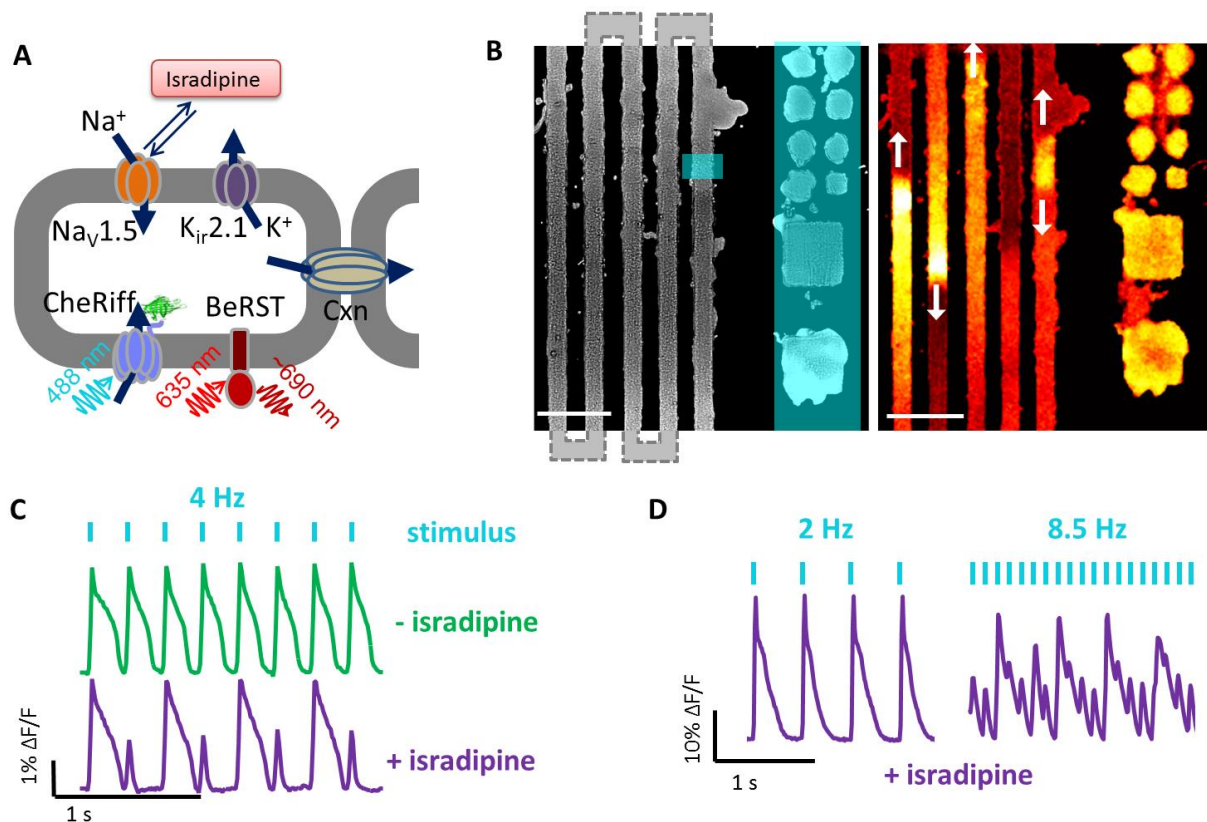 A
Isradipine
Na⁺
Naᵥ1.5
Kᵢᵣ2.1
K⁺
CheRiff
BeRST
Cxn
488 nm
635 nm
~690 nm
B
C
4 Hz
stimulus
- isradipine
+ isradipine
1% ΔF/F
1 s
D
2 Hz
8.5 Hz
10% ΔF/F
1 s
+ isradipine